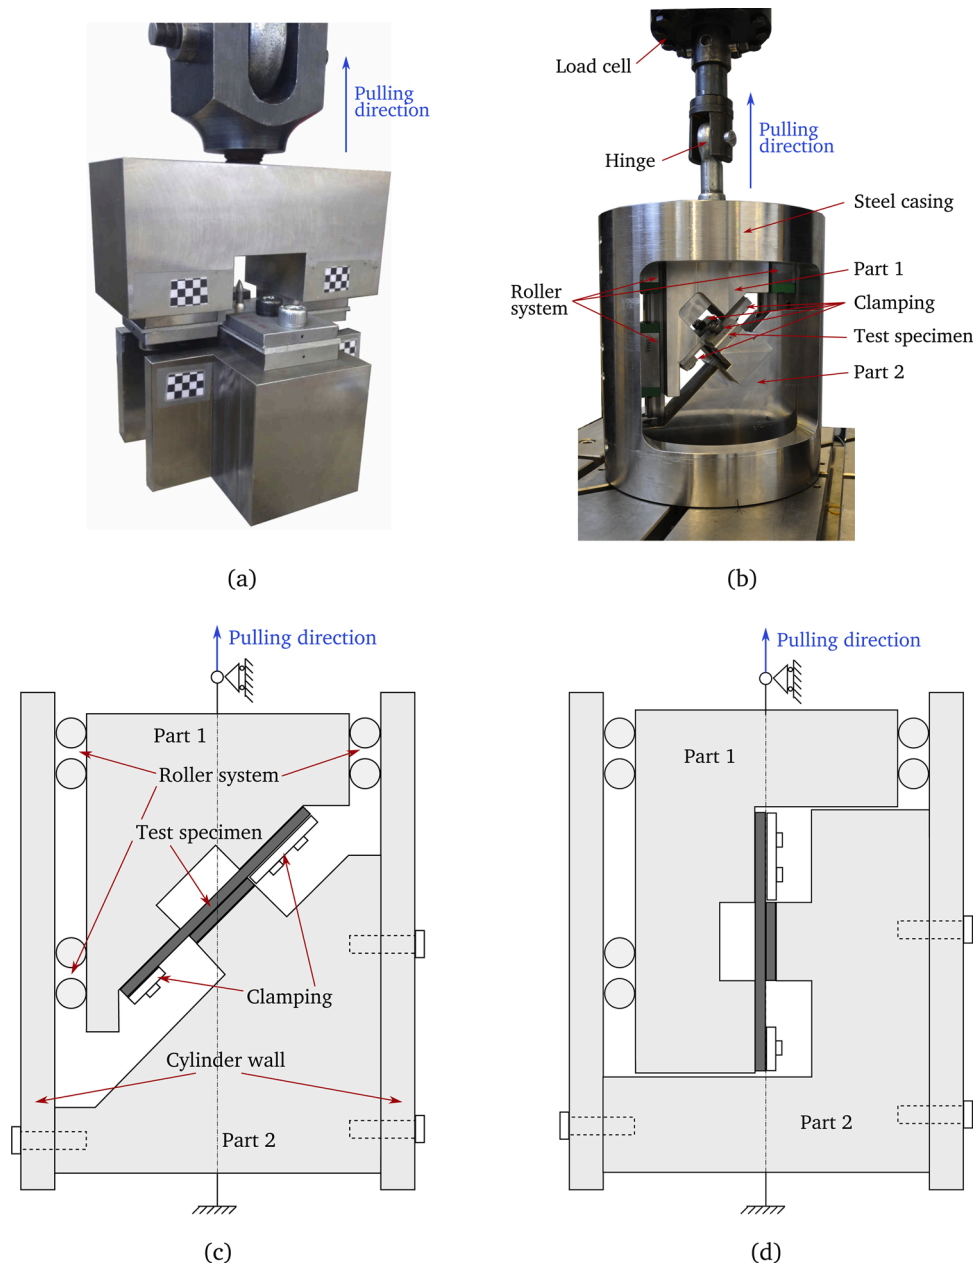 Pulling
direction
Load cell
Pulling
direction
Hinge
Steel casing
Part 1
Roller
system
Clamping
Test specimen
Part 2
(a)
(b)
Pulling direction
Part 1
Roller system
Test specimen
Clamping
Cylinder wall
Part 2
(c)
Pulling direction
Part 1
Part 2
(d)